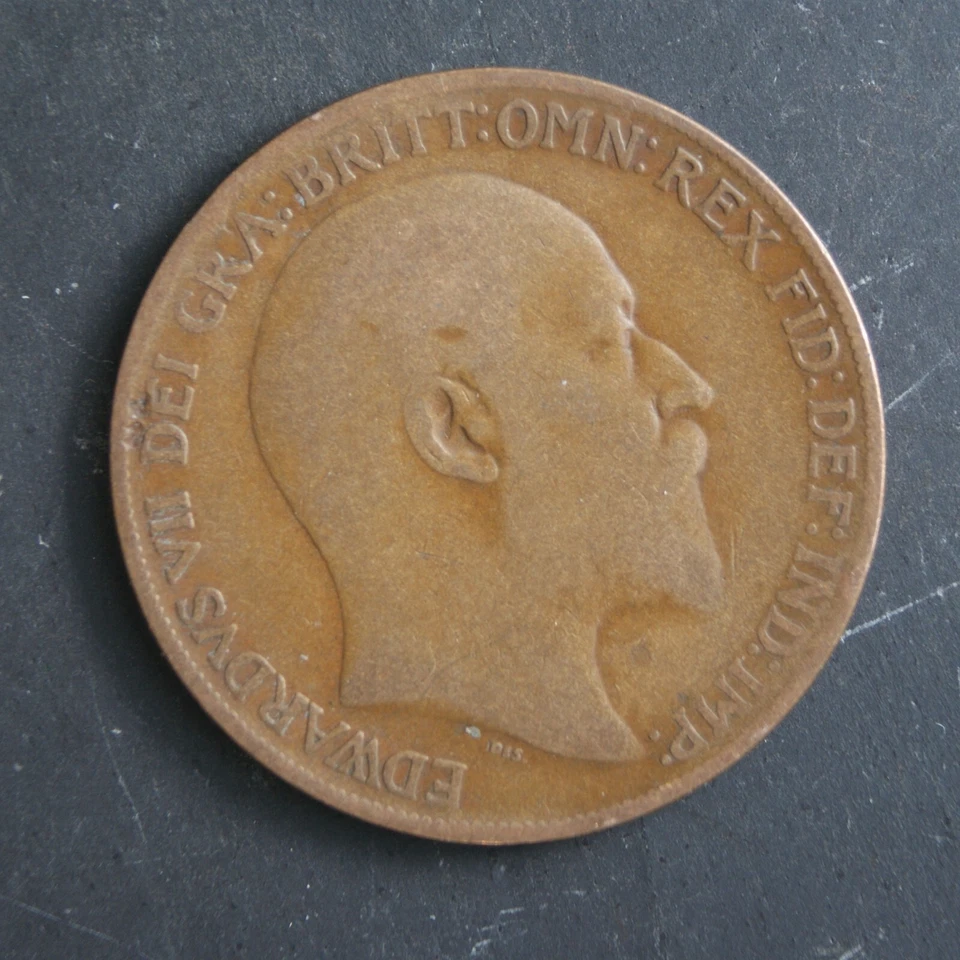 EDWARDVS VII DEI GRA: BRITT: OMN: REX FID: DEF: IND: IMP: